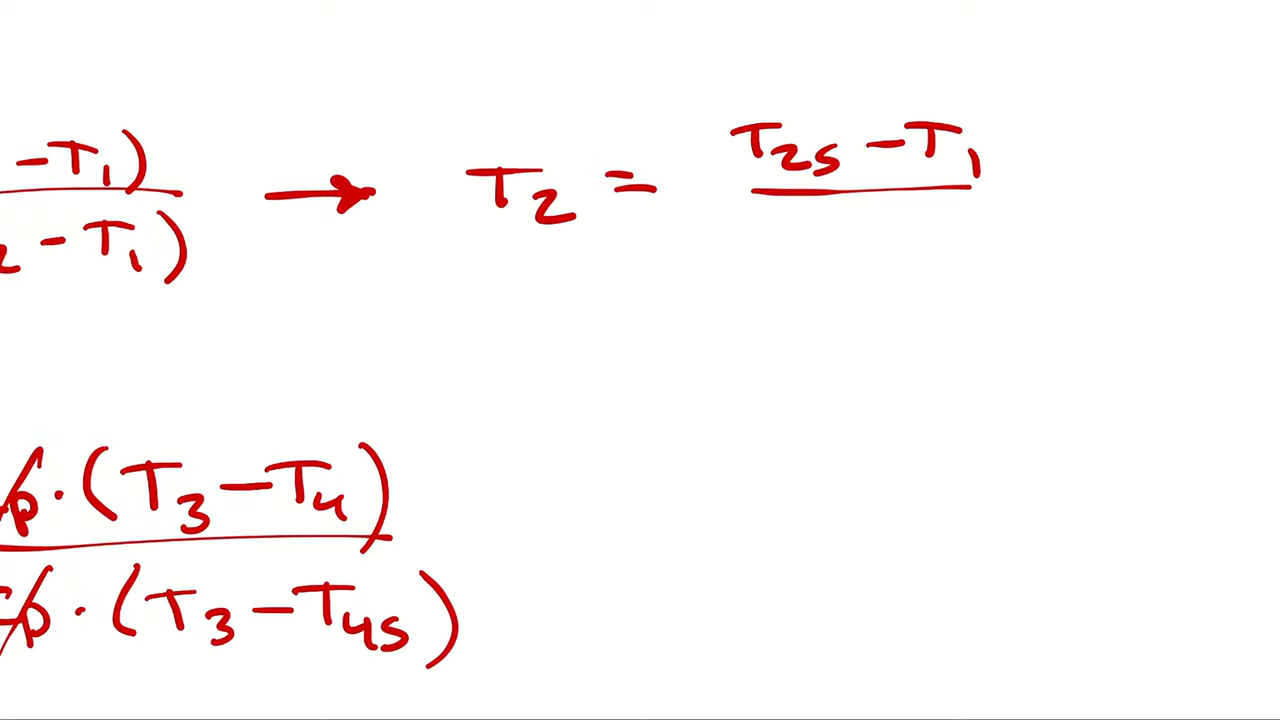 -T₁) → T₂ = T₂ₛ -T₁
2 - T₁)
p · (T₃ - T₄)
p · (T₃ - T₄ₛ)